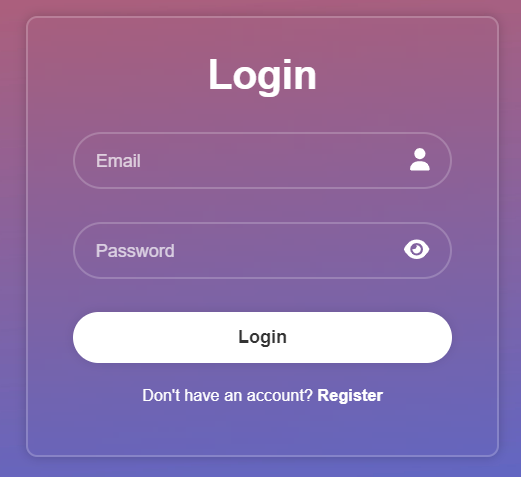 Login
Email
Password
Login
Don't have an account? Register